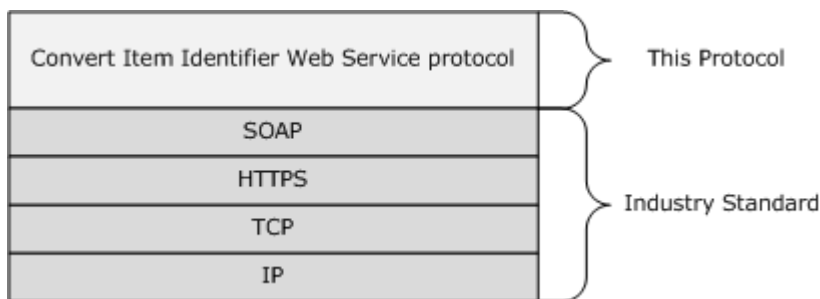 Convert Item Identifier Web Service protocol
This Protocol
SOAP
HTTPS
TCP
IP
Industry Standard